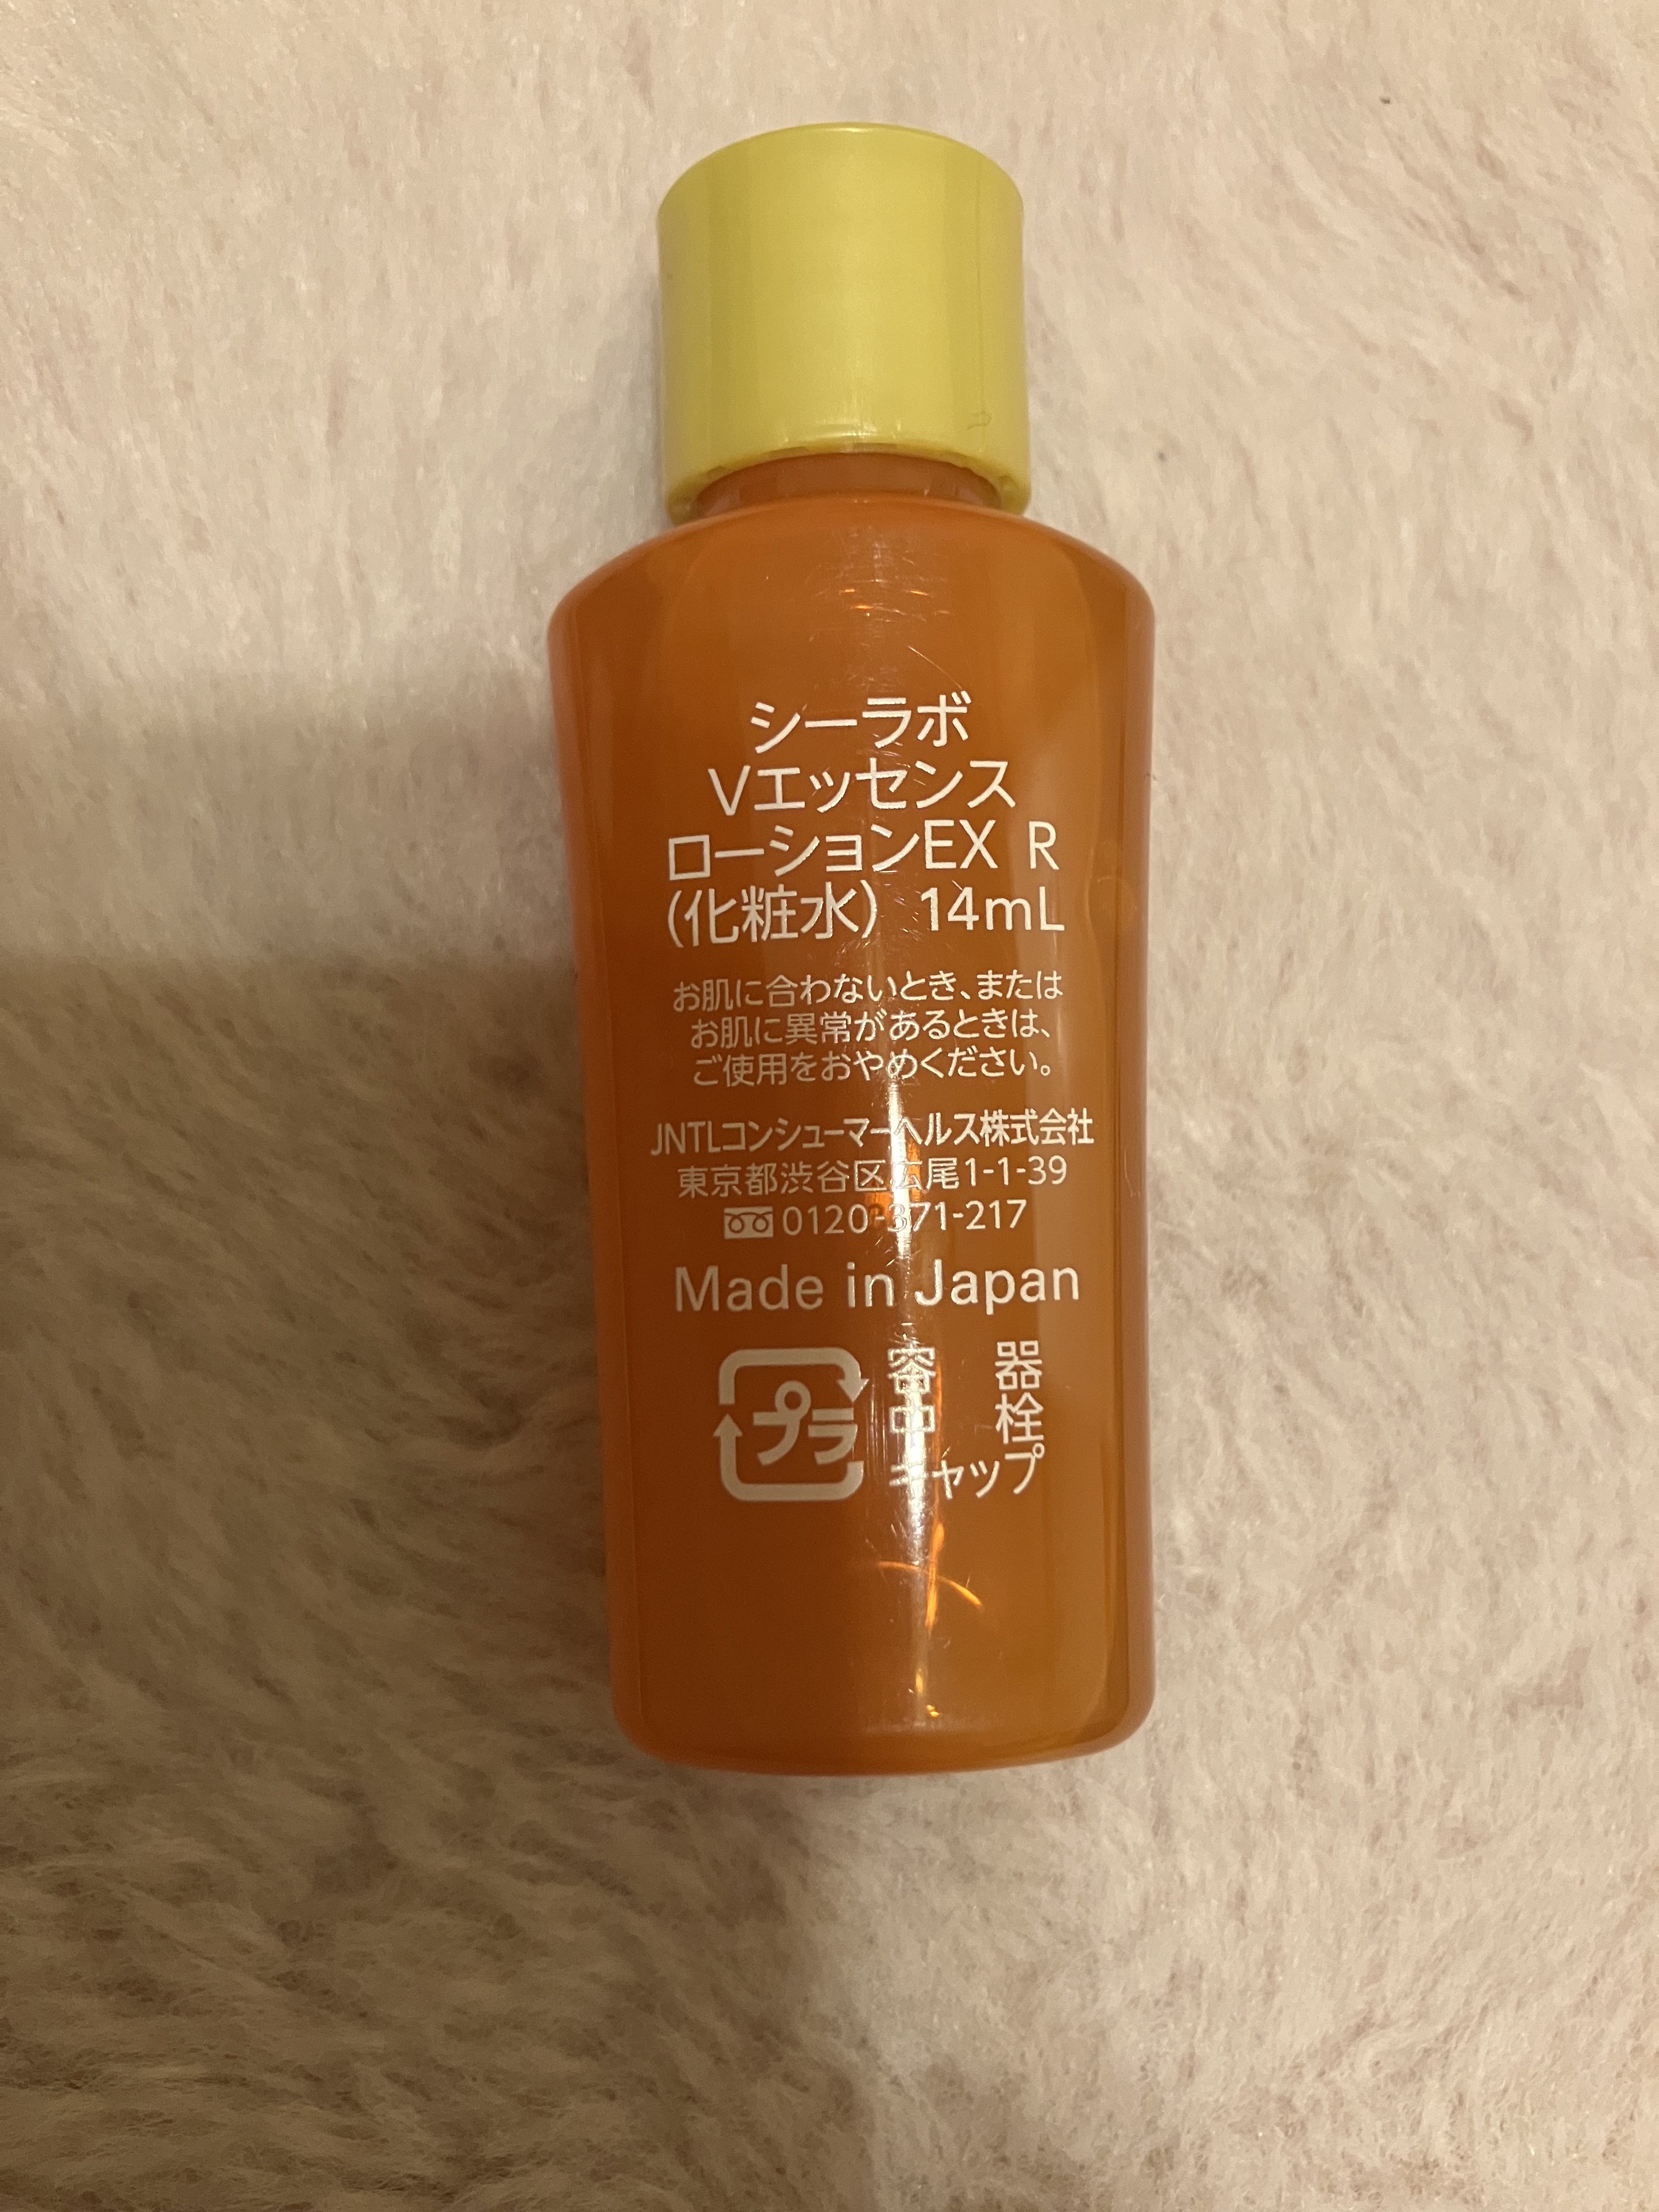 シーラボ
Vエッセンス
ローションEX R
(化粧水) 14mL
お肌に合わないとき、または
お肌に異常があるときは、
ご使用をおやめください。
JNTLコンシューマーヘルス株式会社
東京都渋谷区広尾1-1-39
0120-371-217
Made in Japan
プラ
容器
中栓
キャップ